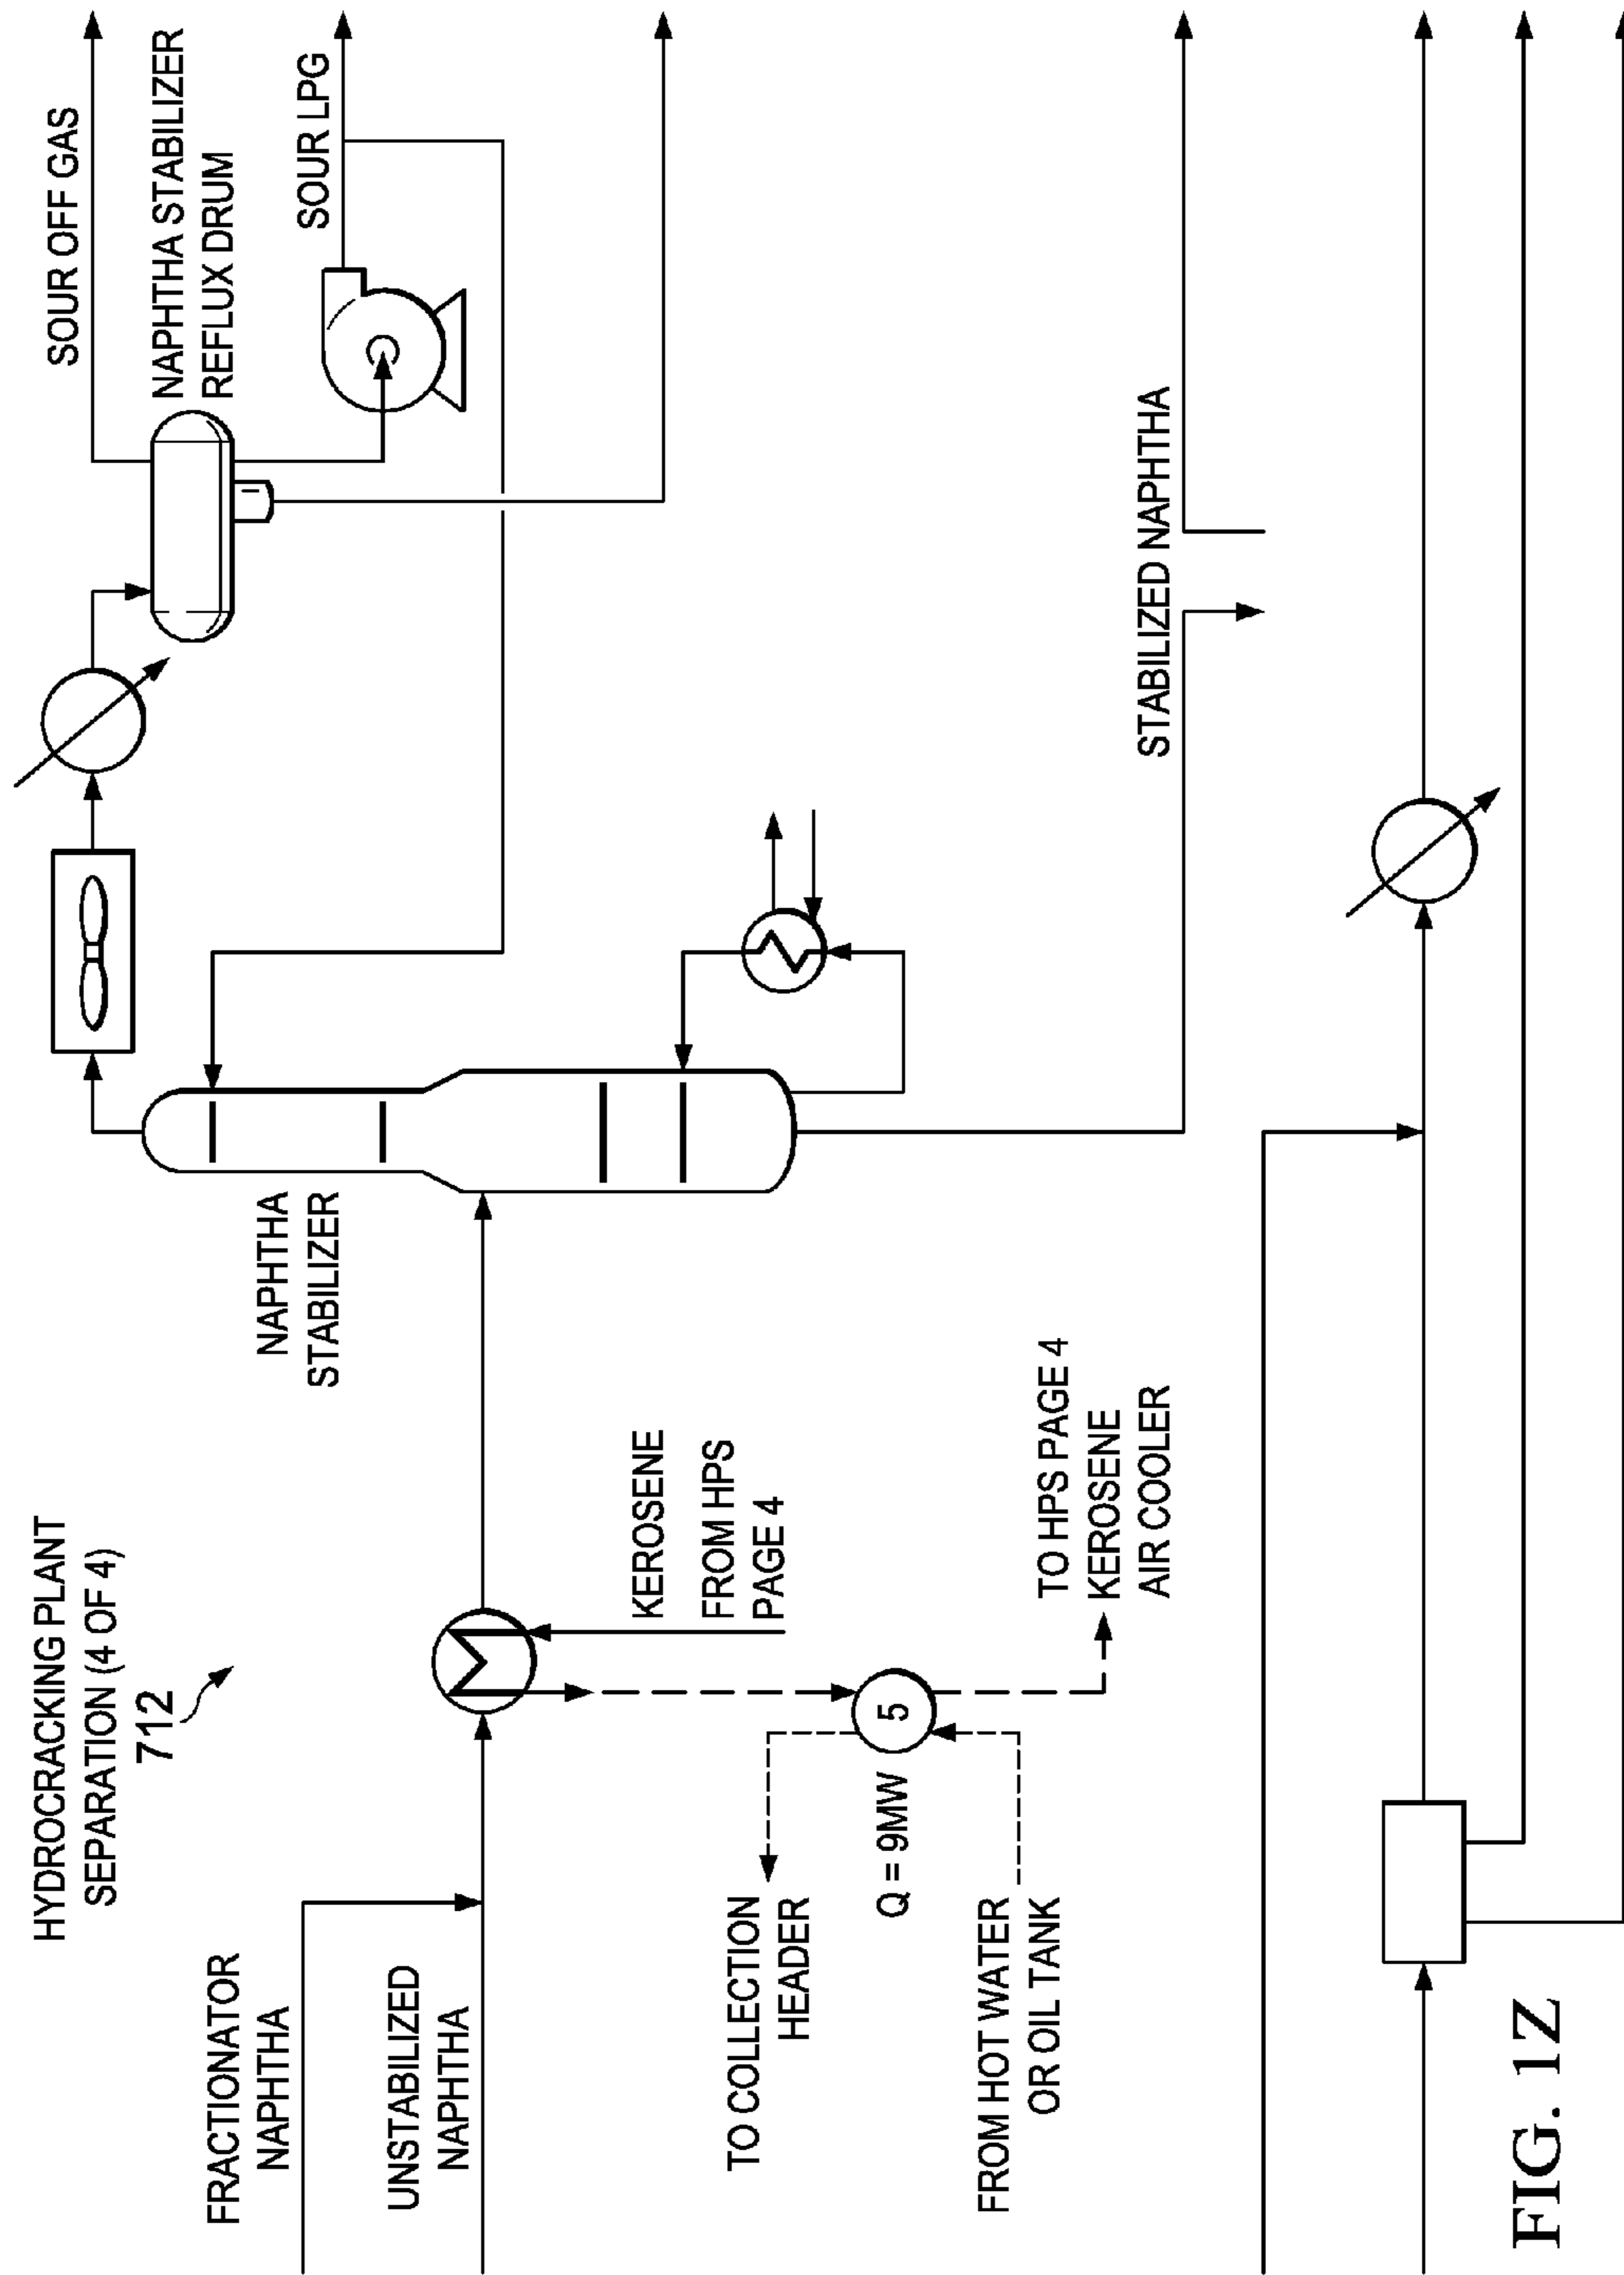 HYDROCRACKING PLANT
SEPARATION (4 OF 4)
712
FRACTIONATOR
NAPHTHA
UNSTABILIZED
NAPHTHA
NAPHTHA
STABILIZER
SOUR OFF GAS
NAPHTHA STABILIZER
REFLUX DRUM
SOUR LPG
KEROSENE
FROM HPS
PAGE 4
TO COLLECTION
HEADER
5
Q = 9MW
FROM HOT WATER
OR OIL TANK
TO HPS PAGE 4
KEROSENE
AIR COOLER
STABILIZED NAPHTHA
FIG. 1Z